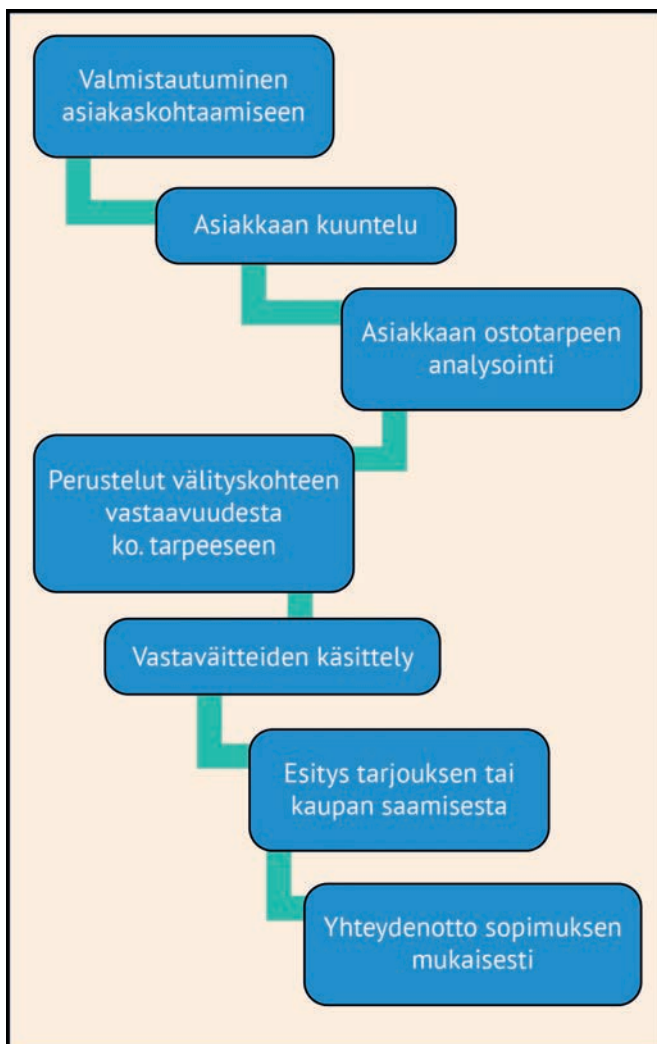 Valmistautuminen
asiakaskohtaamiseen
Asiakkaan kuuntelu
Asiakkaan ostotarpeen
analysointi
Perustelut välityskohteen
vastaavuudesta
ko. tarpeeseen
Vastaväitteiden käsittely
Esitys tarjouksen tai
kaupan saamisesta
Yhteydenotto sopimuksen
mukaisesti